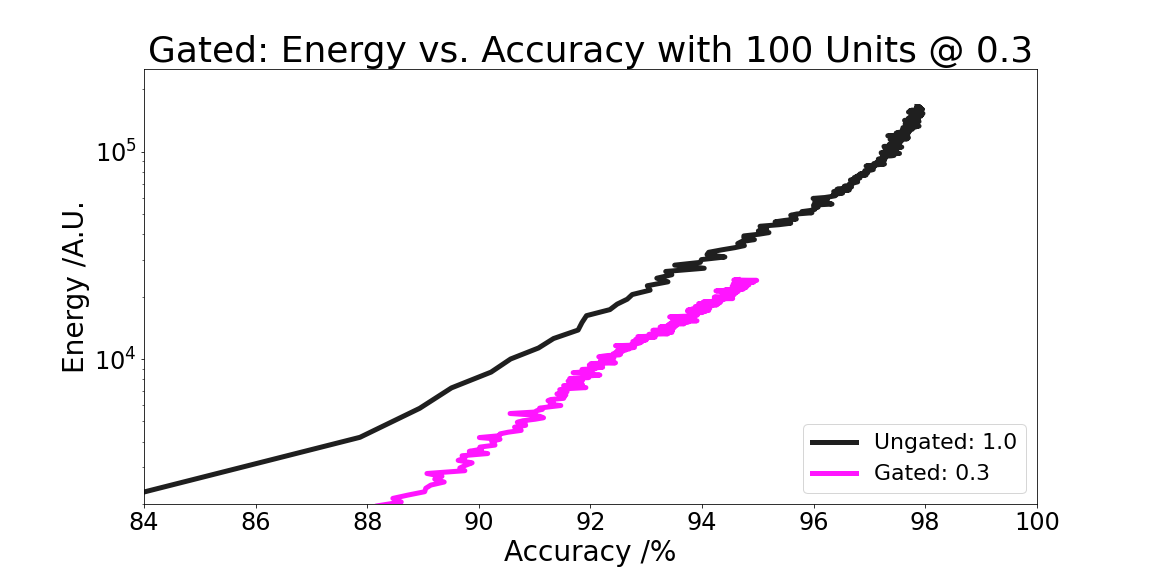 Gated: Energy vs. Accuracy with 100 Units @ 0.3
Energy /A.U.
10^5
10^4
Ungated: 1.0
Gated: 0.3
84 86 88 90 92 94 96 98 100
Accuracy /%